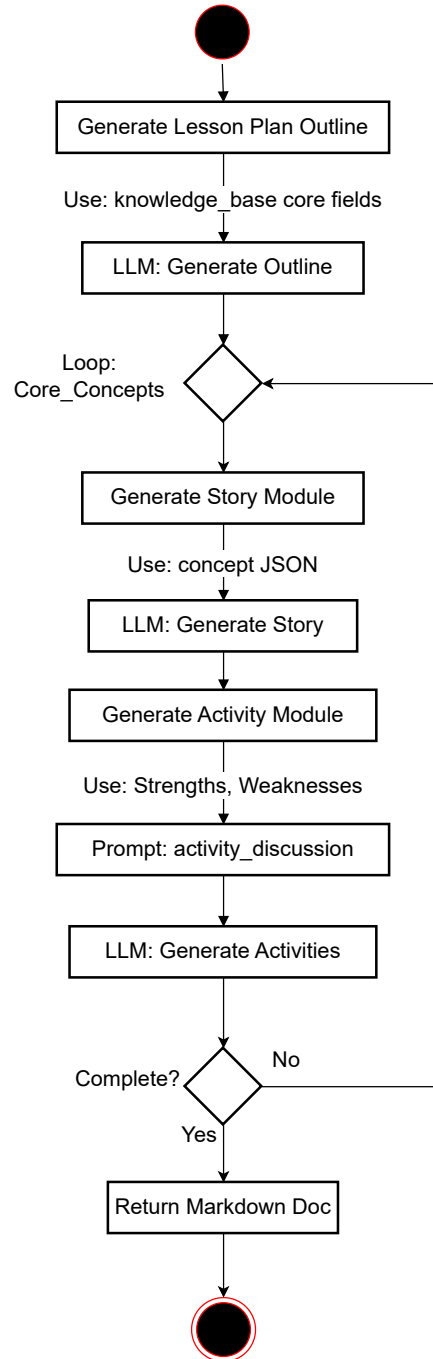 Generate Lesson Plan Outline
Use: knowledge_base core fields
LLM: Generate Outline
Loop:
Core_Concepts
Generate Story Module
Use: concept JSON
LLM: Generate Story
Generate Activity Module
Use: Strengths, Weaknesses
Prompt: activity_discussion
LLM: Generate Activities
Complete?
No
Yes
Return Markdown Doc